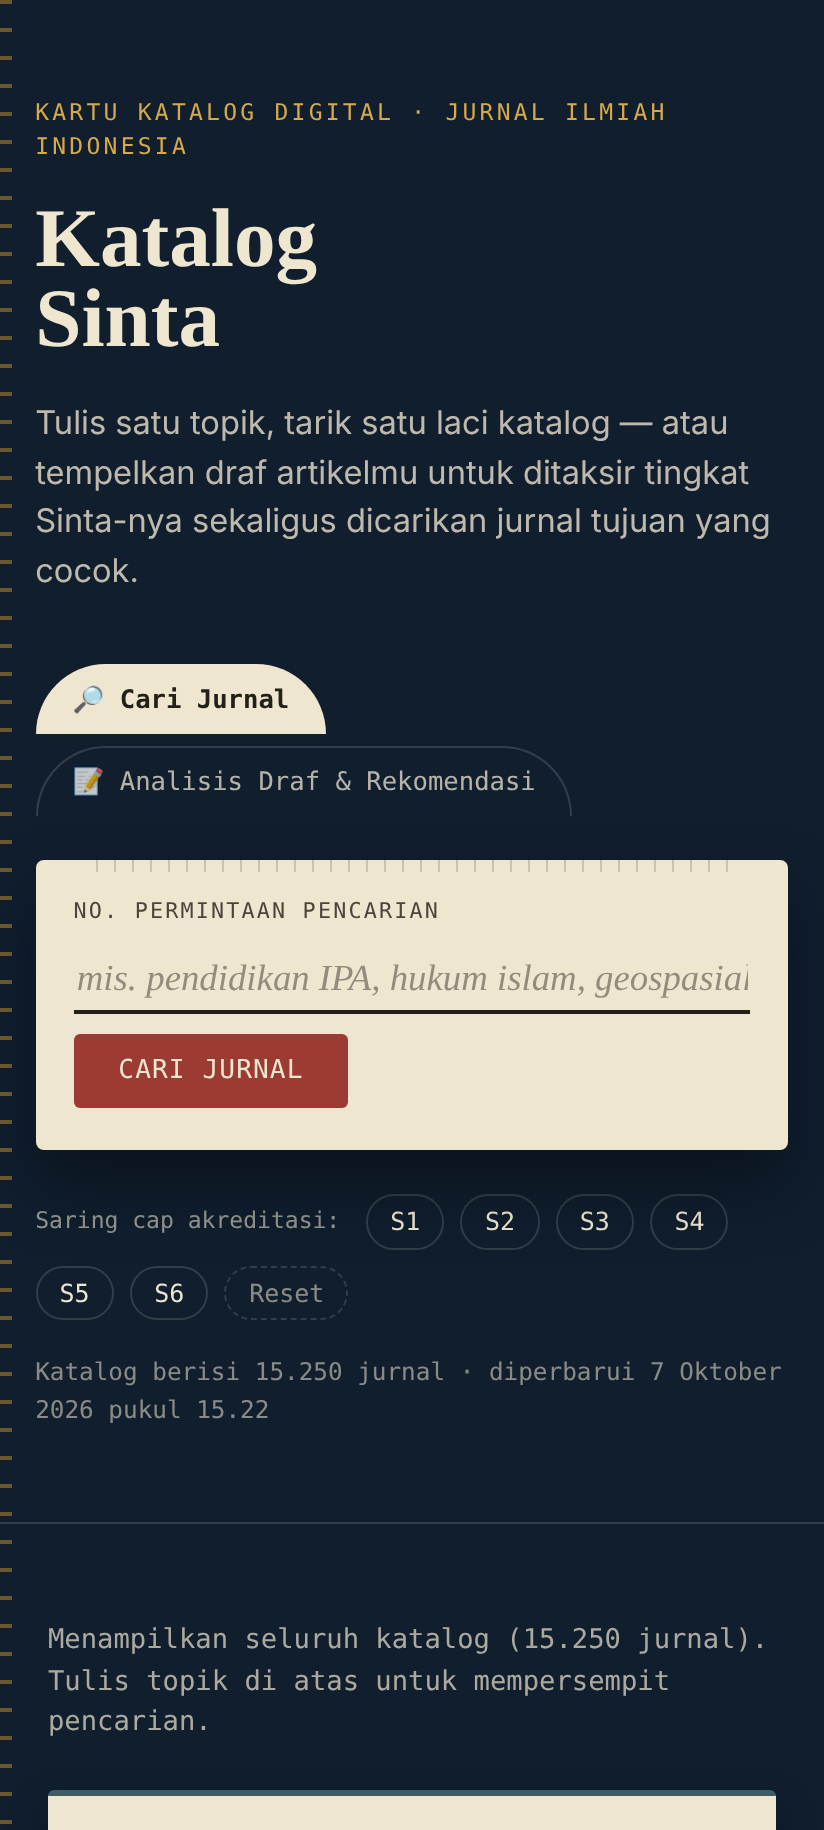 KARTU KATALOG DIGITAL · JURNAL ILMIAH
INDONESIA
Katalog
Sinta
Tulis satu topik, tarik satu laci katalog — atau
tempelkan draf artikelmu untuk ditaksir tingkat
Sinta-nya sekaligus dicarikan jurnal tujuan yang
cocok.
🔎 Cari Jurnal
📝 Analisis Draf & Rekomendasi
NO. PERMINTAAN PENCARIAN
mis. pendidikan IPA, hukum islam, geospasial
CARI JURNAL
Saring cap akreditasi: S1 S2 S3 S4
S5 S6 Reset
Katalog berisi 15.250 jurnal · diperbarui 7 Oktober
2026 pukul 15.22
Menampilkan seluruh katalog (15.250 jurnal).
Tulis topik di atas untuk mempersempit
pencarian.